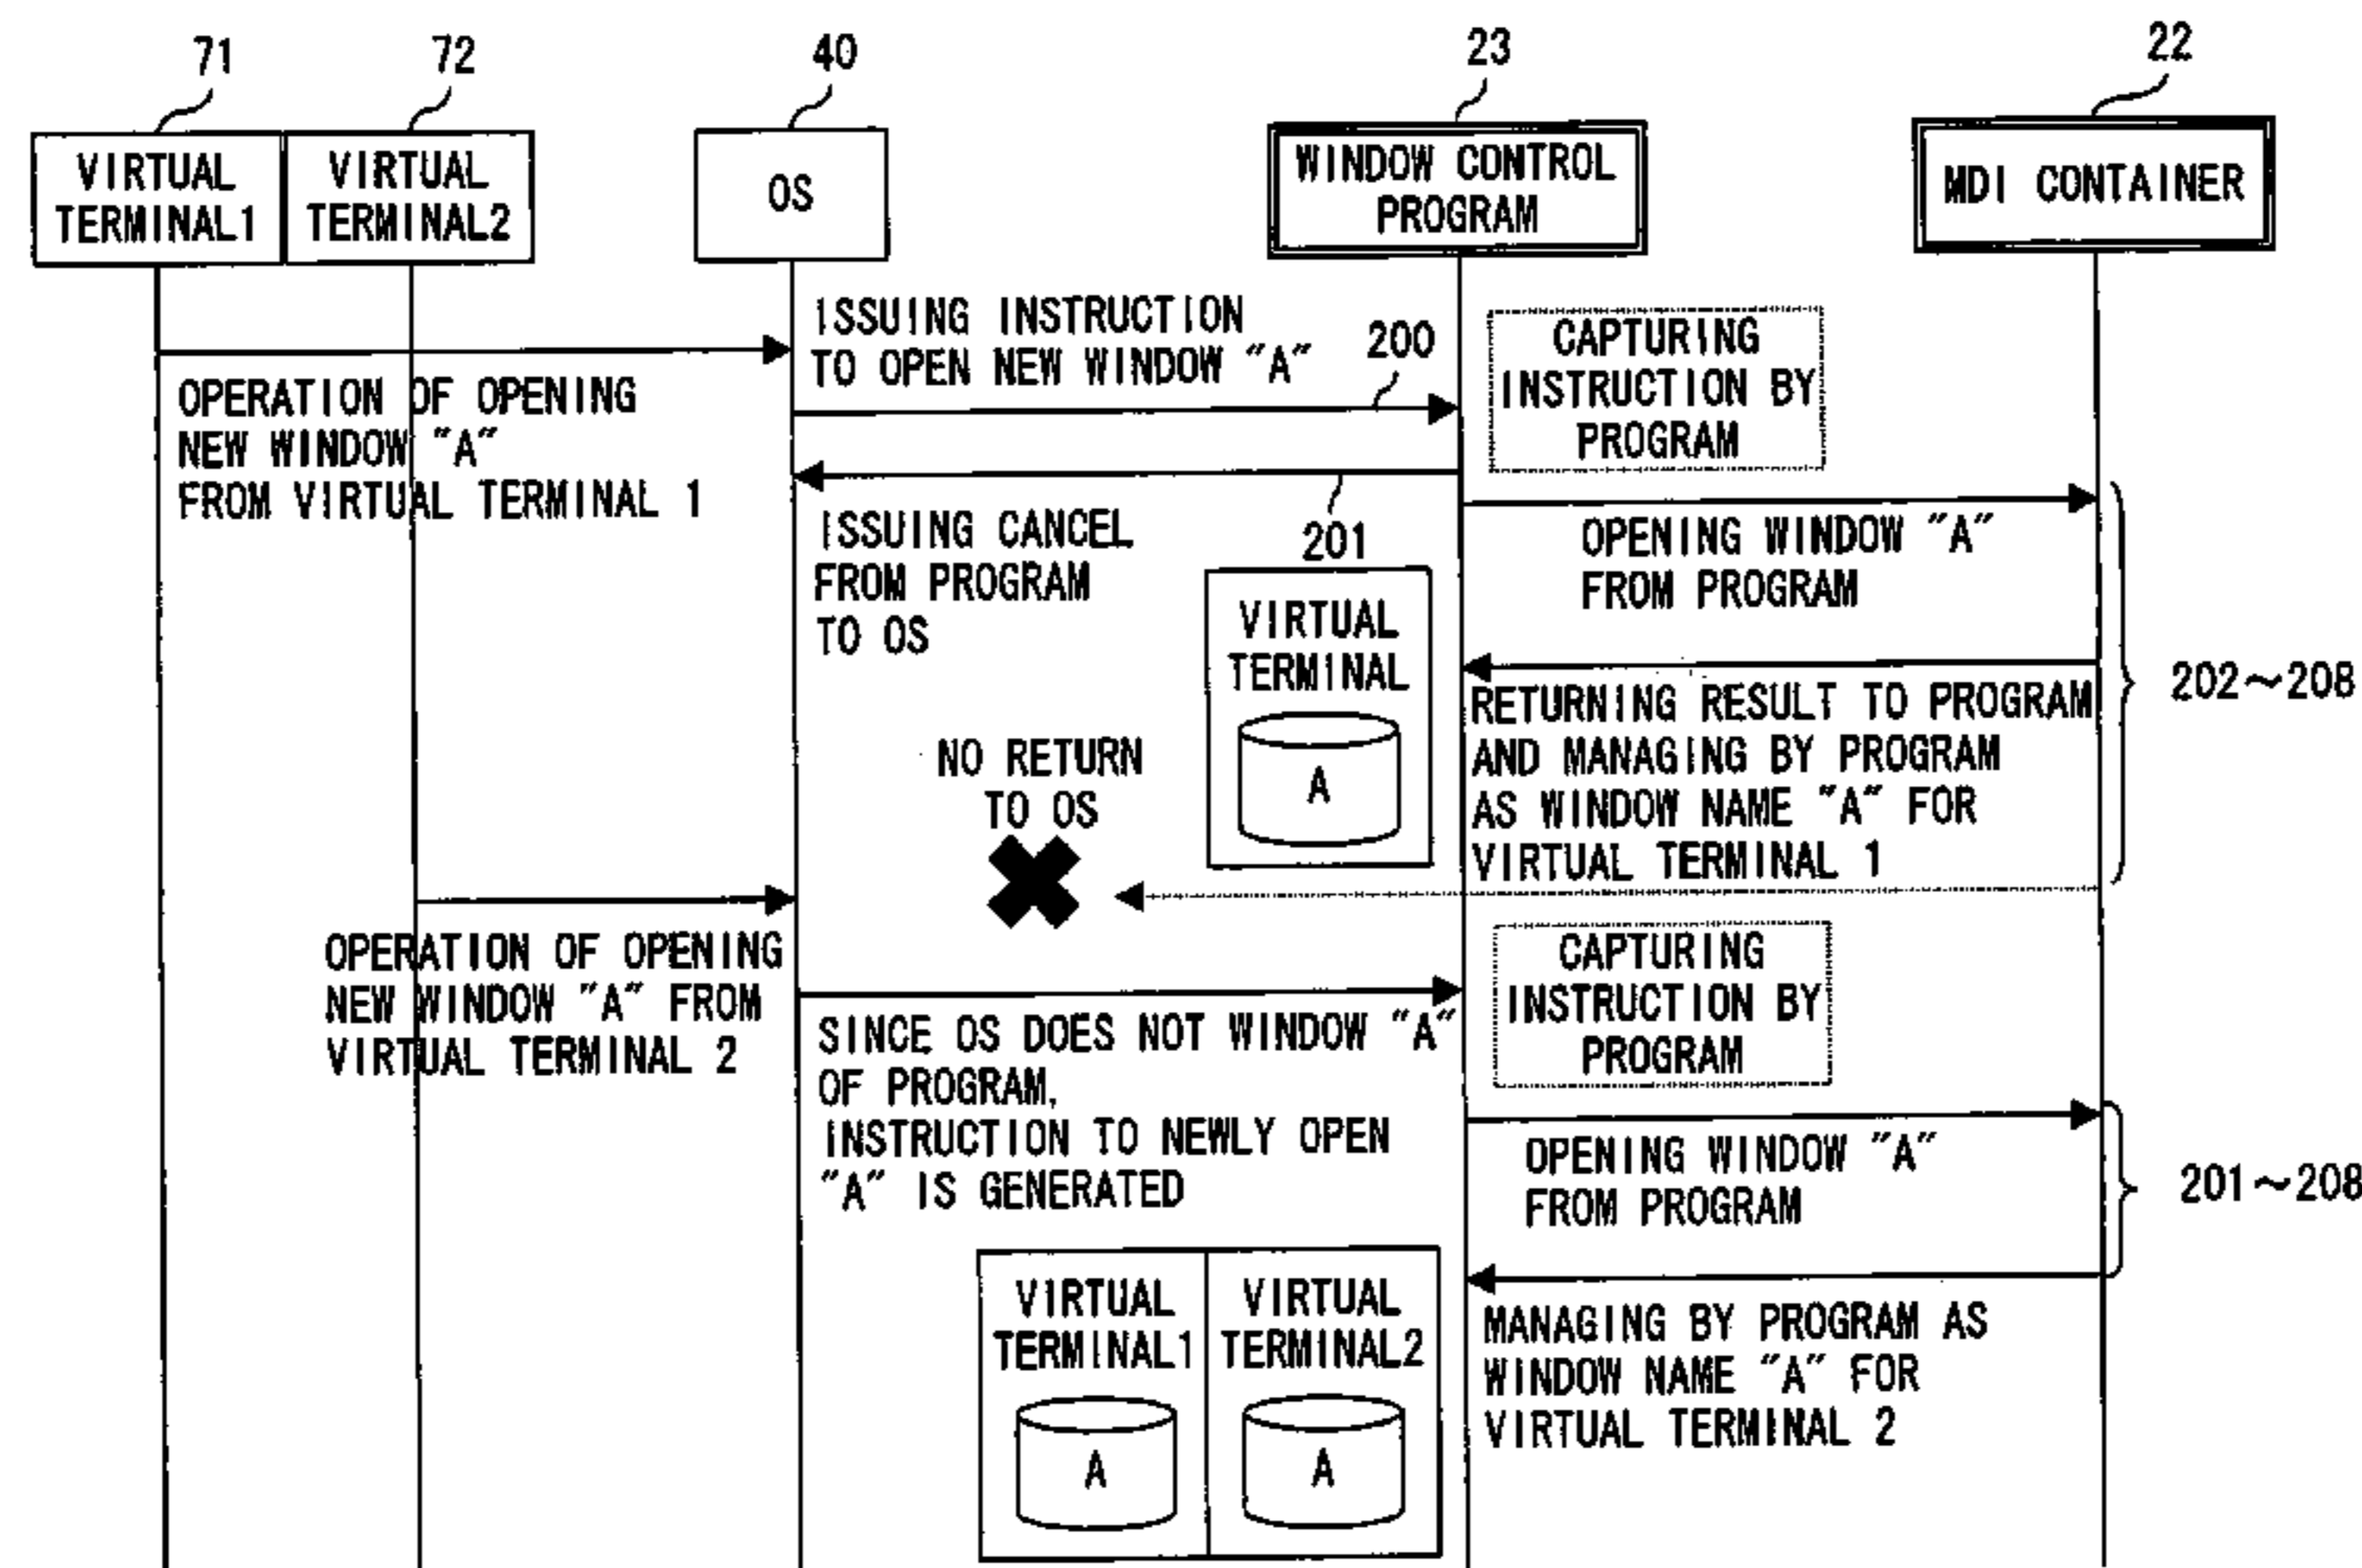 71
72
40
23
22
VIRTUAL
TERMINAL1
VIRTUAL
TERMINAL2
OS
WINDOW CONTROL
PROGRAM
MDI CONTAINER
ISSUING INSTRUCTION
TO OPEN NEW WINDOW "A"
200
CAPTURING
INSTRUCTION BY
PROGRAM
OPERATION OF OPENING
NEW WINDOW "A"
FROM VIRTUAL TERMINAL 1
ISSUING CANCEL
FROM PROGRAM
TO OS
201
OPENING WINDOW "A"
FROM PROGRAM
VIRTUAL
TERMINAL
A
202~208
RETURNING RESULT TO PROGRAM
AND MANAGING BY PROGRAM
AS WINDOW NAME "A" FOR
VIRTUAL TERMINAL 1
NO RETURN
TO OS
OPERATION OF OPENING
NEW WINDOW "A" FROM
VIRTUAL TERMINAL 2
CAPTURING
INSTRUCTION BY
PROGRAM
SINCE OS DOES NOT WINDOW "A"
OF PROGRAM,
INSTRUCTION TO NEWLY OPEN
"A" IS GENERATED
OPENING WINDOW "A"
FROM PROGRAM
201~208
VIRTUAL
TERMINAL1
A
VIRTUAL
TERMINAL2
A
MANAGING BY PROGRAM AS
WINDOW NAME "A" FOR
VIRTUAL TERMINAL 2